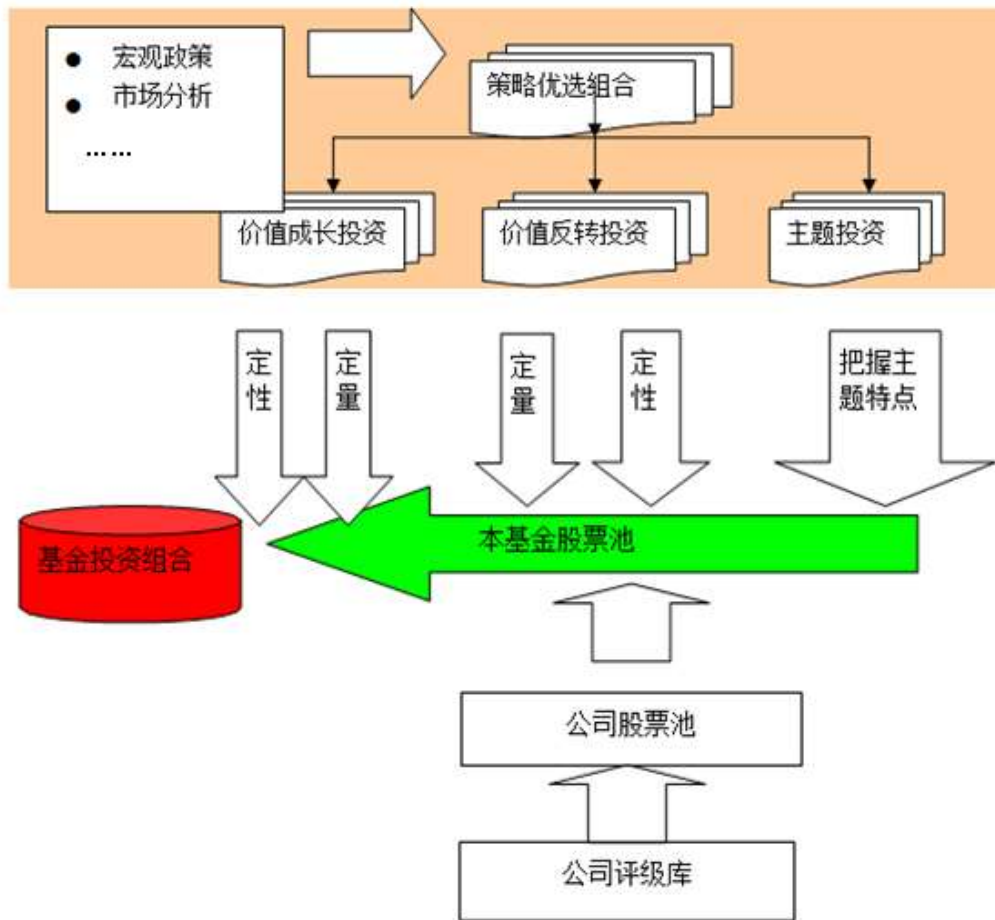 宏观政策
市场分析
……
策略优选组合
价值成长投资
价值反转投资
主题投资
定性
定量
定量
定性
把握主
题特点
本基金股票池
基金投资组合
公司股票池
公司评级库